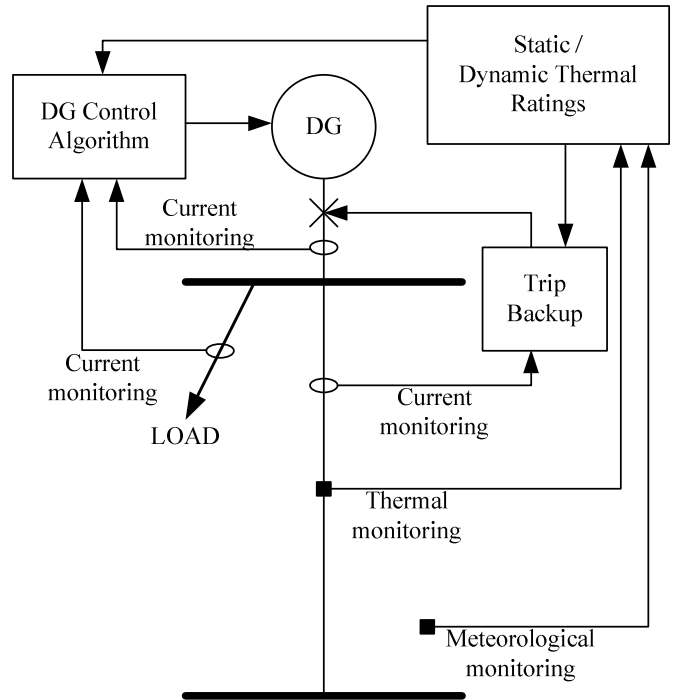 Static /
Dynamic Thermal
Ratings
DG Control
Algorithm
DG
Current
monitoring
Trip
Backup
Current
monitoring
Current
monitoring
LOAD
Thermal
monitoring
Meteorological
monitoring